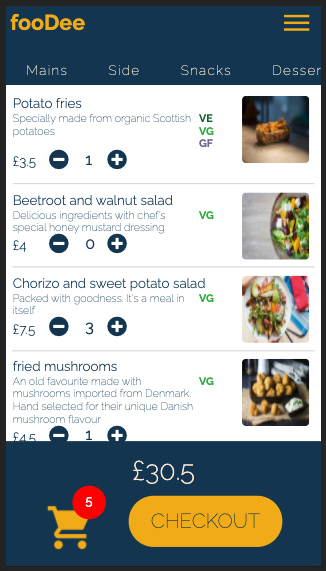 fooDee
Mains Side Snacks Desser
Potato fries
Specially made from organic Scottish
potatoes
VE
VG
GF
£3.5 1
Beetroot and walnut salad
Delicious ingredients with chef's
special honey mustard dressing
VG
£4 0
Chorizo and sweet potato salad
Packed with goodness. It's a meal in
itself
VG
£7.5 3
fried mushrooms
An old favourite made with
mushrooms imported from Denmark.
Hand selected for their unique Danish
mushroom flavour
VG
£4.5 1
£30.5
5
CHECKOUT